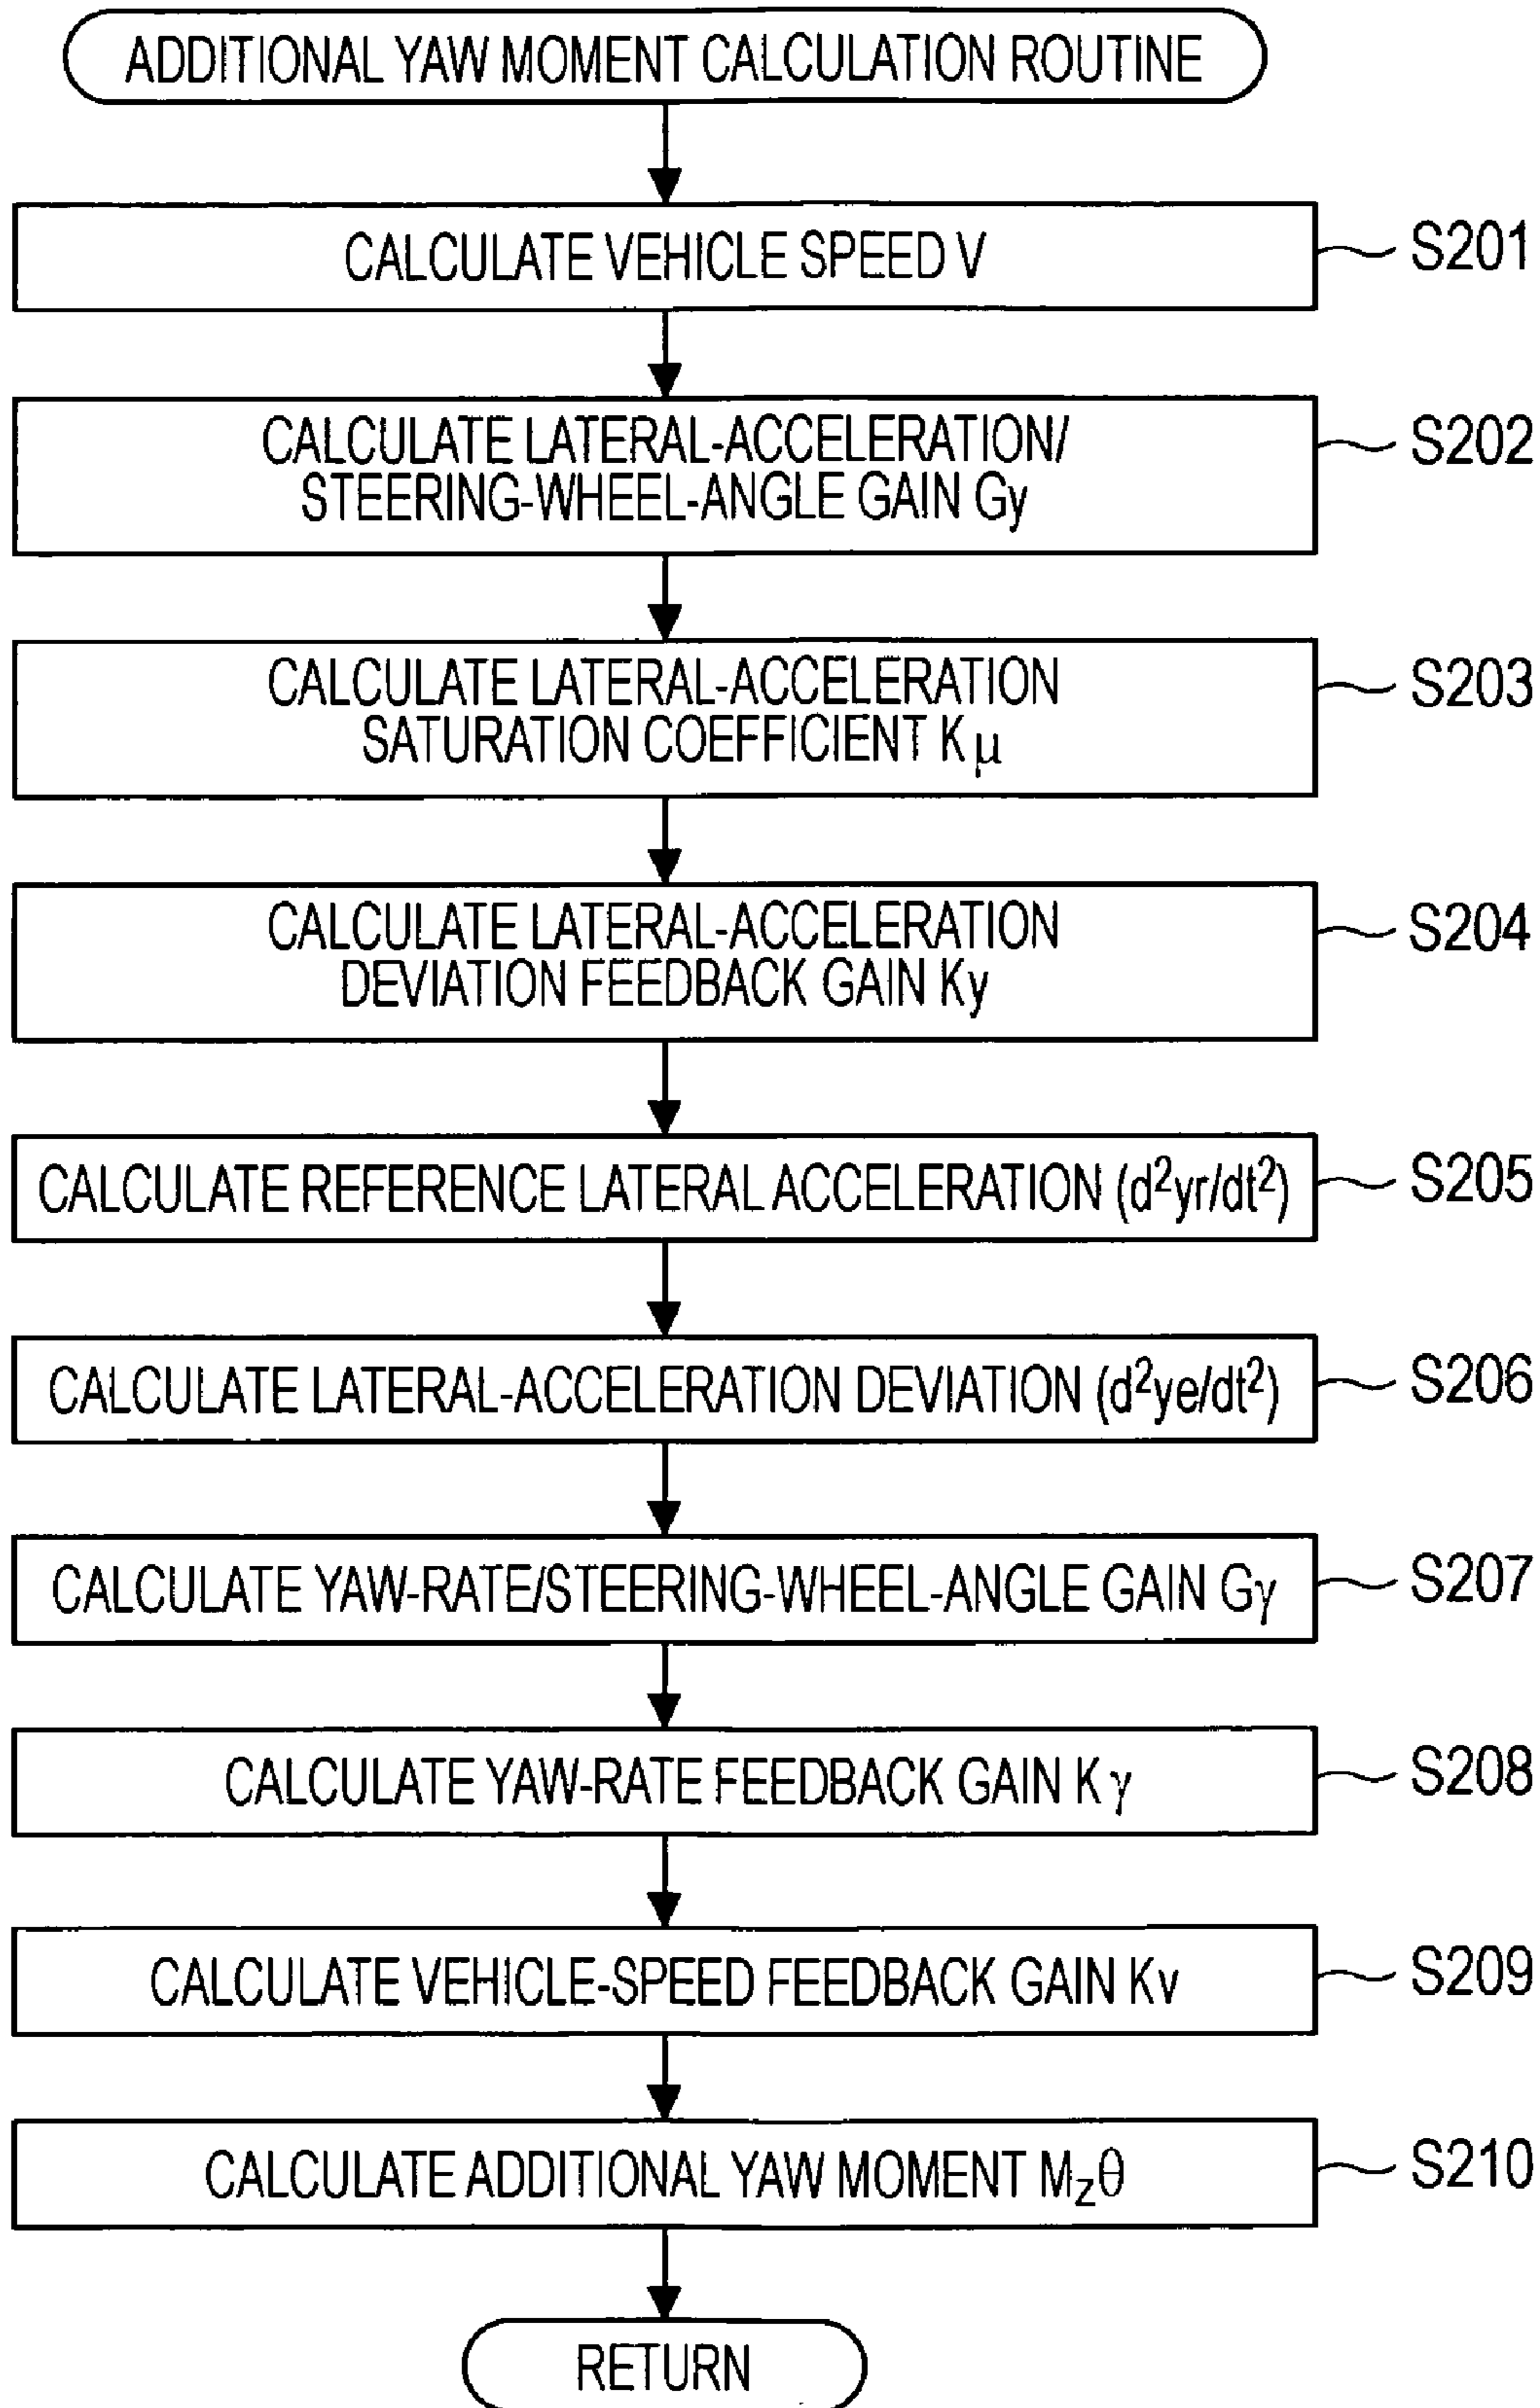 ADDITIONAL YAW MOMENT CALCULATION ROUTINE
CALCULATE VEHICLE SPEED V
S201
CALCULATE LATERAL-ACCELERATION/
STEERING-WHEEL-ANGLE GAIN Gy
S202
CALCULATE LATERAL-ACCELERATION
SATURATION COEFFICIENT K μ
S203
CALCULATE LATERAL-ACCELERATION
DEVIATION FEEDBACK GAIN Ky
S204
CALCULATE REFERENCE LATERAL ACCELERATION (d²yr/dt²)
S205
CALCULATE LATERAL-ACCELERATION DEVIATION (d²ye/dt²)
S206
CALCULATE YAW-RATE/STEERING-WHEEL-ANGLE GAIN Gγ
S207
CALCULATE YAW-RATE FEEDBACK GAIN K γ
S208
CALCULATE VEHICLE-SPEED FEEDBACK GAIN Kv
S209
CALCULATE ADDITIONAL YAW MOMENT Mzθ
S210
RETURN